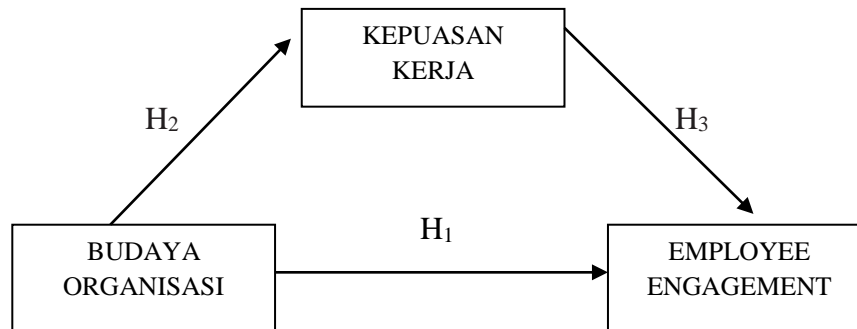 KEPUASAN
KERJA
H₂
H₃
H₁
BUDAYA
ORGANISASI
EMPLOYEE
ENGAGEMENT